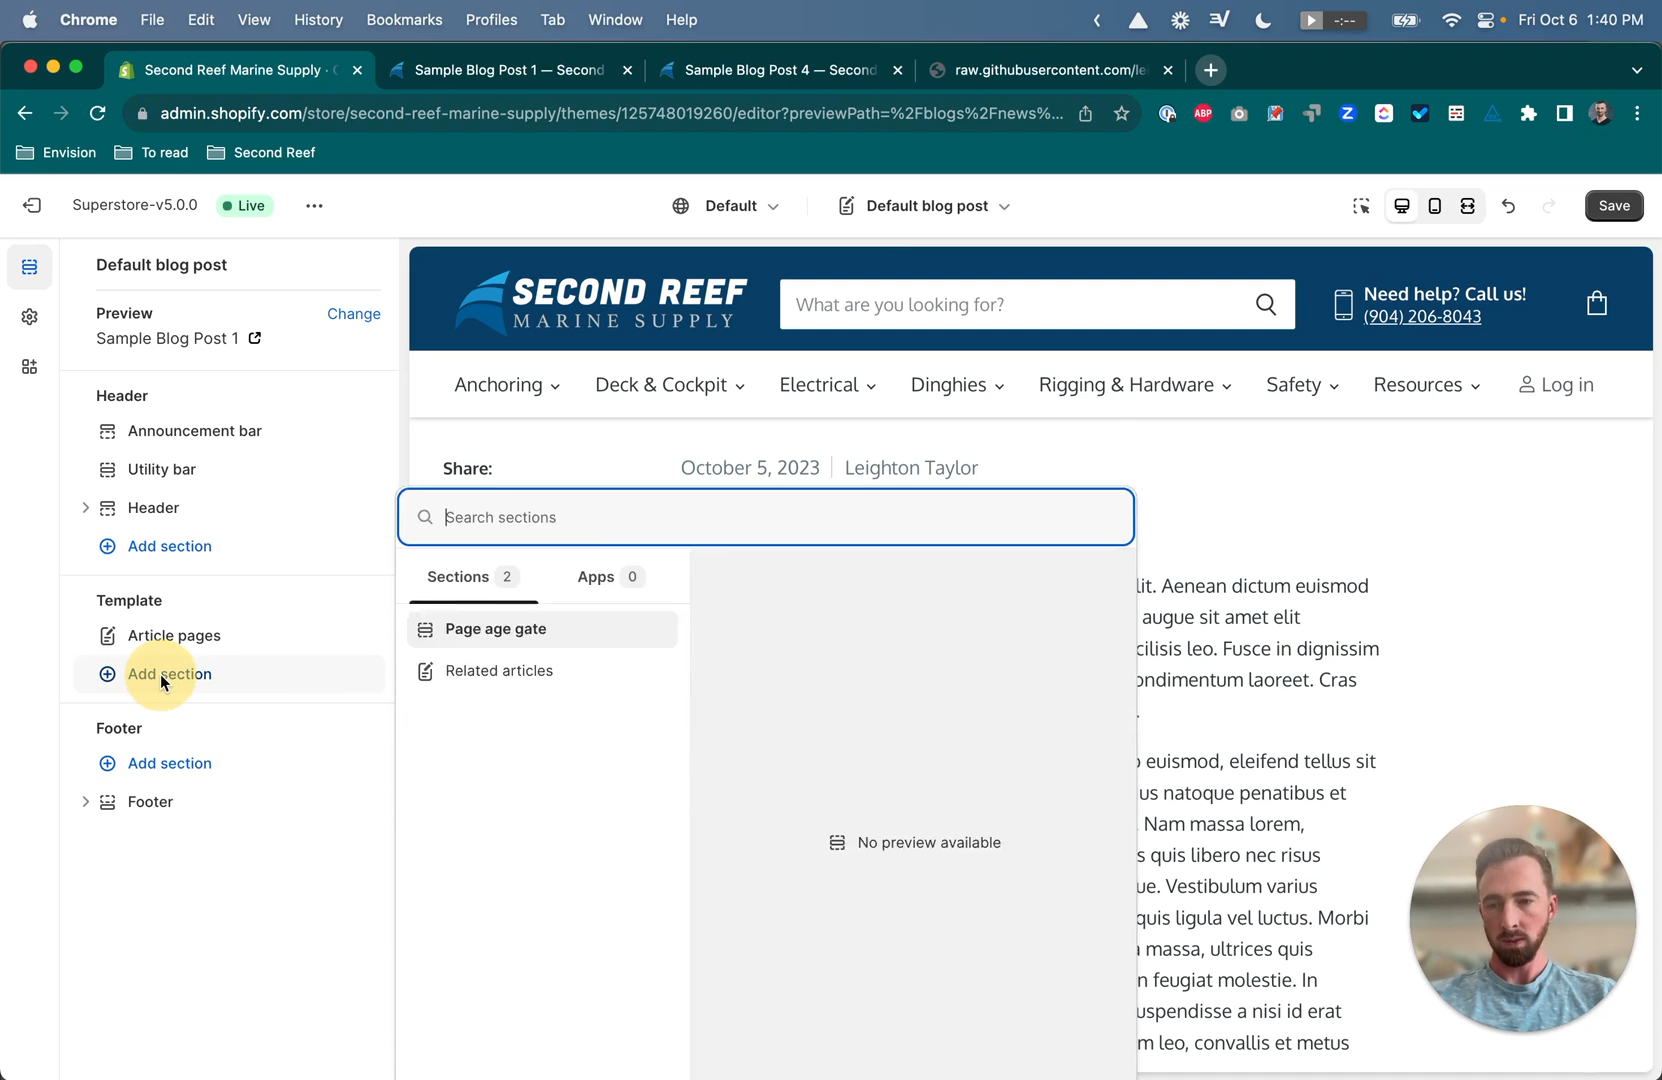 Chrome File Edit View History Bookmarks Profiles Tab Window Help
-:-- Fri Oct 6 1:40 PM
Second Reef Marine Supply ·
Sample Blog Post 1 — Second
Sample Blog Post 4 — Second
raw.githubusercontent.com/le
admin.shopify.com/store/second-reef-marine-supply/themes/125748019260/editor?previewPath=%2Fblogs%2Fnews%...
ABP
Z
Envision To read Second Reef
Superstore-v5.0.0 Live
Default
Default blog post
Save
Default blog post
Preview Change
Sample Blog Post 1
Header
Announcement bar
Utility bar
Header
Add section
Template
Article pages
Add section
Footer
Add section
Footer
SECOND REEF
MARINE SUPPLY
What are you looking for?
Need help? Call us!
(904) 206-8043
Anchoring Deck & Cockpit Electrical Dinghies Rigging & Hardware Safety Resources Log in
Share: October 5, 2023 Leighton Taylor
Search sections
Sections 2 Apps 0
Page age gate
Related articles
No preview available
lit. Aenean dictum euismod
augue sit amet elit
cilisis leo. Fusce in dignissim
ondimentum laoreet. Cras
.
euismod, eleifend tellus sit
us natoque penatibus et
. Nam massa lorem,
s quis libero nec risus
ue. Vestibulum varius
quis ligula vel luctus. Morbi
massa, ultrices quis
n feugiat molestie. In
uspendisse a nisi id erat
m leo, convallis et metus